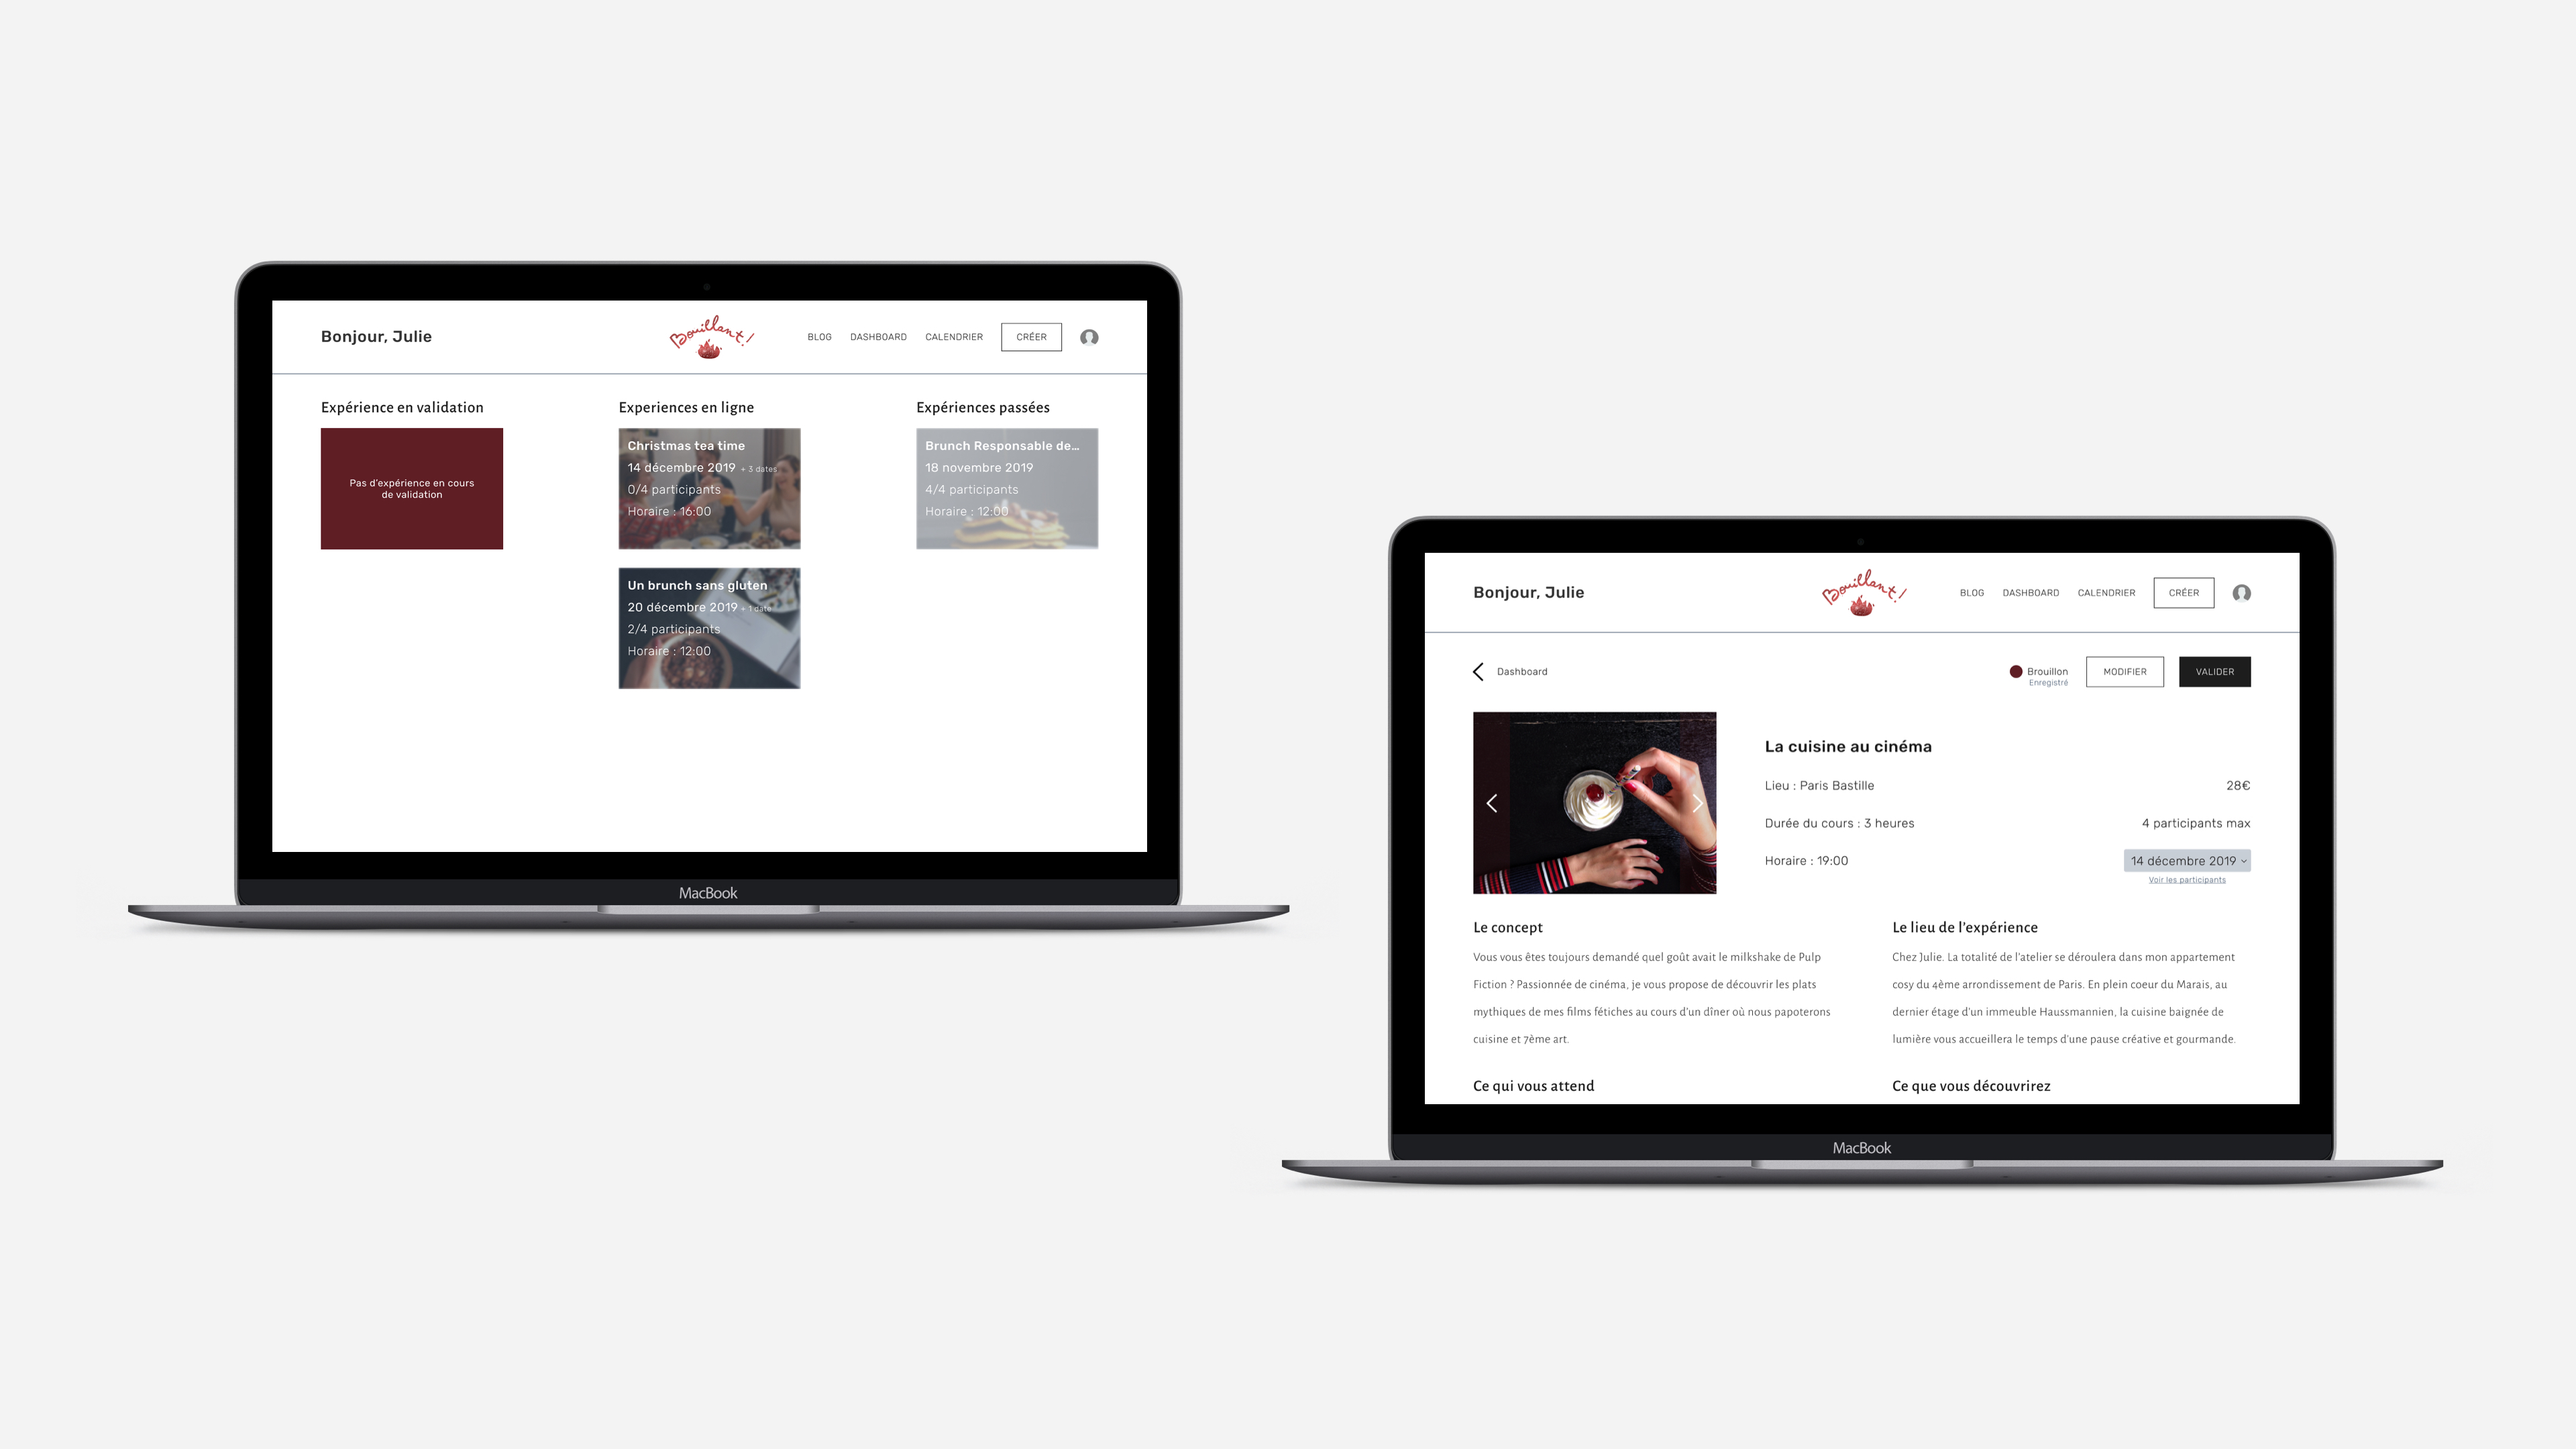 Bonjour, Julie
Bouillant!
BLOG DASHBOARD CALENDRIER CRÉER
Expérience en validation
Pas d'expérience en cours
de validation
Experiences en ligne
Christmas tea time
14 décembre 2019 + 3 dates
0/4 participants
Horaire : 16:00
Un brunch sans gluten
20 décembre 2019 + 1 date
2/4 participants
Horaire : 12:00
Expériences passées
Brunch Responsable de...
18 novembre 2019
4/4 participants
Horaire : 12:00
MacBook
Bonjour, Julie
Bouillant!
BLOG DASHBOARD CALENDRIER CRÉER
Dashboard
Brouillon
Enregistré
MODIFIER
VALIDER
La cuisine au cinéma
Lieu : Paris Bastille
28€
Durée du cours : 3 heures
4 participants max
Horaire : 19:00
14 décembre 2019
Voir les participants
Le concept
Vous vous êtes toujours demandé quel goût avait le milkshake de Pulp
Fiction ? Passionnée de cinéma, je vous propose de découvrir les plats
mythiques de mes films fétiches au cours d'un dîner où nous papoterons
cuisine et 7ème art.
Le lieu de l'expérience
Chez Julie. La totalité de l'atelier se déroulera dans mon appartement
cosy du 4ème arrondissement de Paris. En plein coeur du Marais, au
dernier étage d'un immeuble Haussmannien, la cuisine baignée de
lumière vous accueillera le temps d'une pause créative et gourmande.
Ce qui vous attend
Ce que vous découvrirez
MacBook